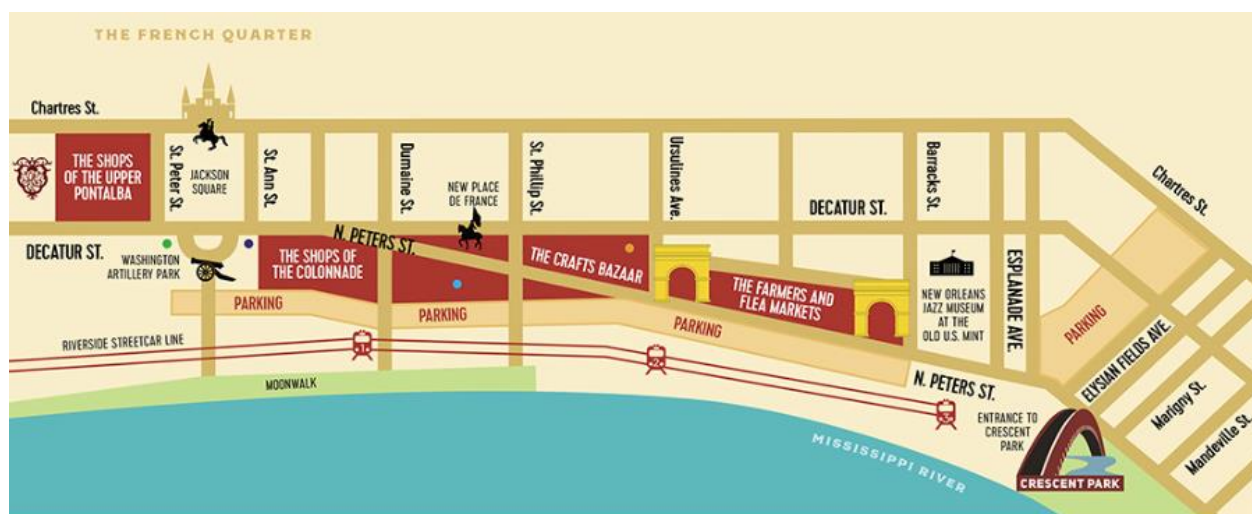 THE FRENCH QUARTER
Chartres St.
THE SHOPS
OF THE UPPER
PONTALBA
St. Peter St.
JACKSON
SQUARE
St. Ann St.
Dumaine St.
NEW PLACE
DE FRANCE
St. Phillip St.
Ursulines Ave.
DECATUR ST.
Barracks St.
Chartres St.
DECATUR ST.
WASHINGTON
ARTILLERY PARK
THE SHOPS OF
THE COLONNADE
N. PETERS ST.
THE CRAFTS BAZAAR
THE FARMERS AND
FLEA MARKETS
NEW ORLEANS
JAZZ MUSEUM
AT THE
OLD U.S. MINT
ESPLANADE AVE.
PARKING
PARKING
PARKING
PARKING
ELYSIAN FIELDS AVE.
RIVERSIDE STREETCAR LINE
MOONWALK
N. PETERS ST.
Marigny St.
Mandeville St.
ENTRANCE TO
CRESCENT
PARK
MISSISSIPPI RIVER
CRESCENT PARK